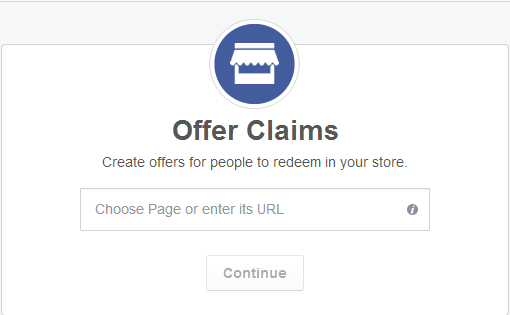 Offer Claims
Create offers for people to redeem in your store.
Choose Page or enter its URL
Continue